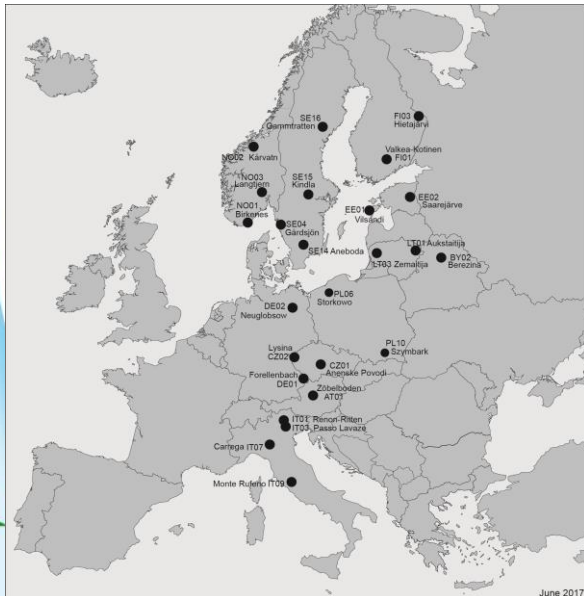 SE16
Gammtratten
FI03
Hietajärvi
NO02 Kårvatn
Valkea-Kotinen
FI01
NO03
Langtjern
SE15
Kindla
NO01
Birkenes
EE01
Vilsandi
EE02
Saarejärve
SE04
Gårdsjön
SE14 Aneboda
LT01 Aukstaitija
LT03 Zemaitija
BY02
Berezina
PL06
Storkowo
DE02
Neuglobsow
Lysina
CZ02
PL10
Szymbark
CZ01
Anenske Povodi
Forellenbach
DE01
Zöbelboden
AT01
IT01 Renon-Ritten
IT03 Passo Lavazè
Carrega IT07
Monte Rufeno IT09
June 2017